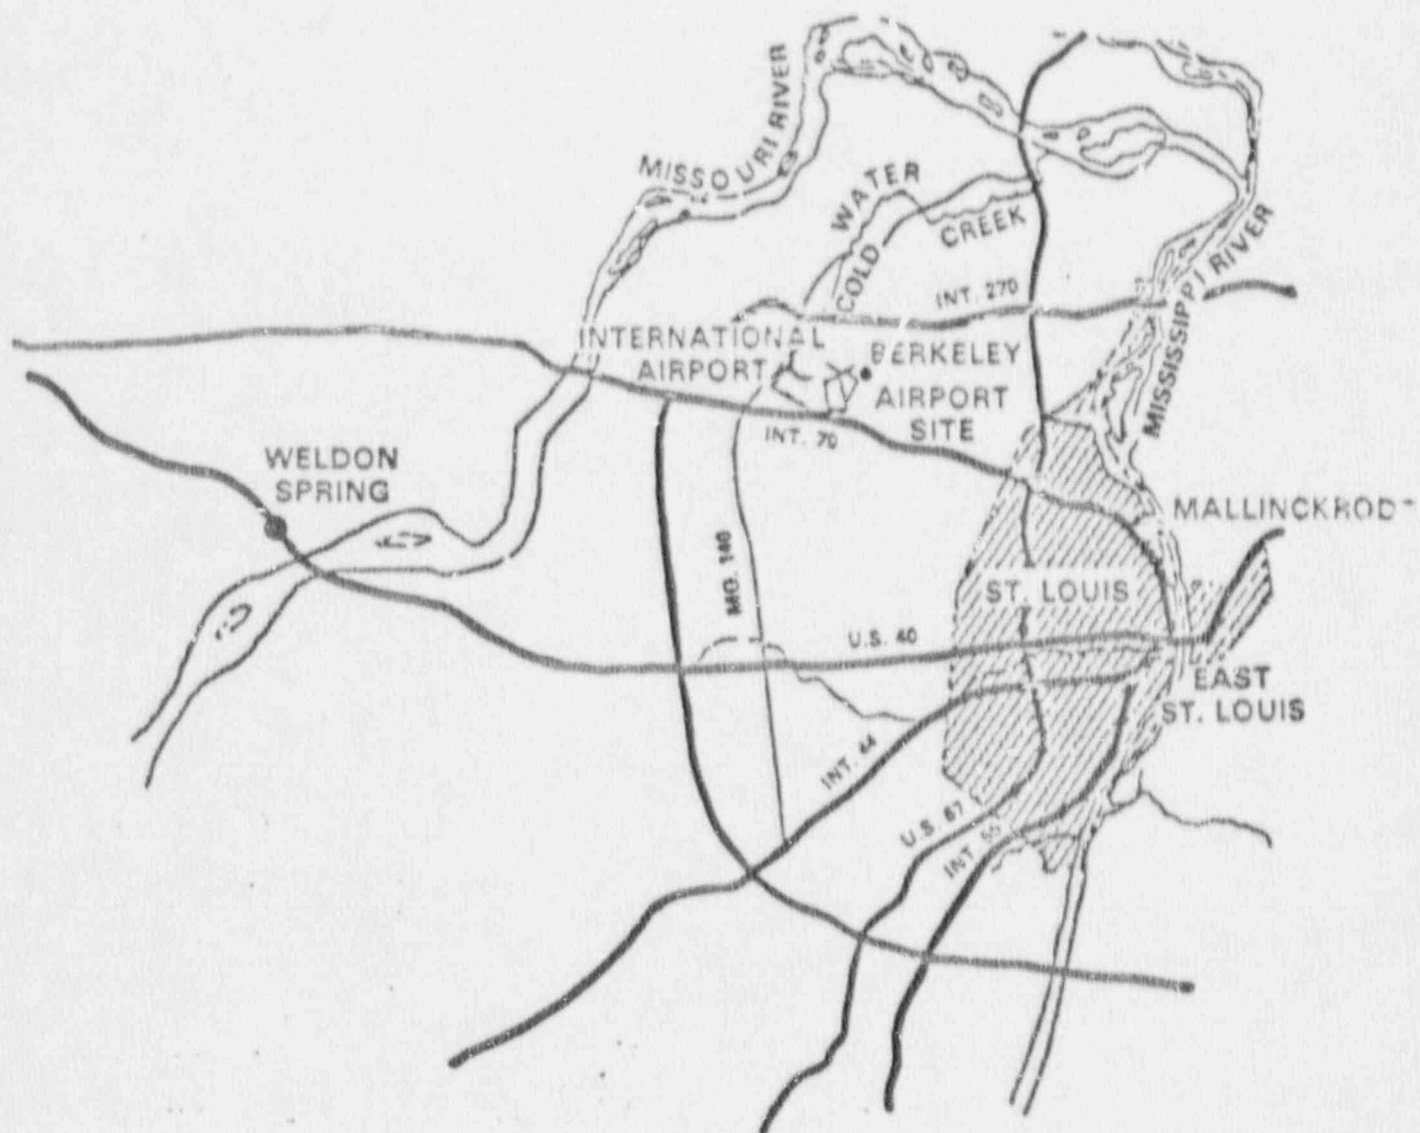 MISSOURI RIVER
COLD WATER
CREEK
MISSISSIPPI RIVER
INT. 270
INTERNATIONAL
AIRPORT
BERKELEY
AIRPORT
SITE
INT. 70
WELDON
SPRING
MALLINCKROD
MO. 140
ST. LOUIS
U.S. 40
EAST
ST. LOUIS
INT. 44
U.S. 67
INT. 55